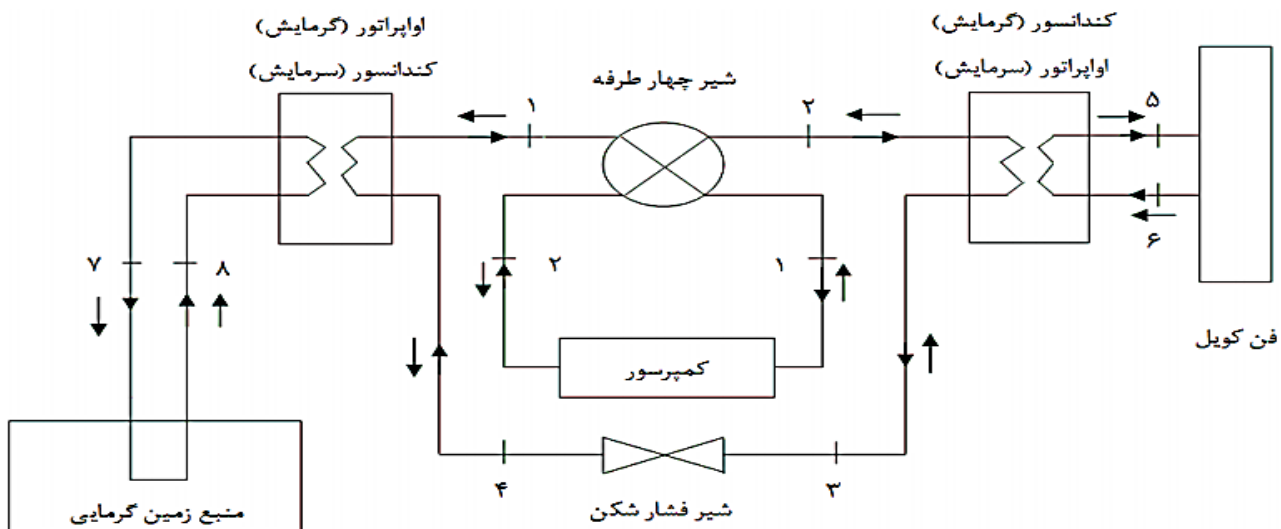 کندانسور (گرمایش)
اواپراتور (سرمایش)
اواپراتور (گرمایش)
کندانسور (سرمایش)
شیر چهار طرفه
۵
۲
۱
۶
۱
۲
۸
۷
فن کویل
کمپرسور
۳
۴
شیر فشار شکن
منبع زمین گرمایی